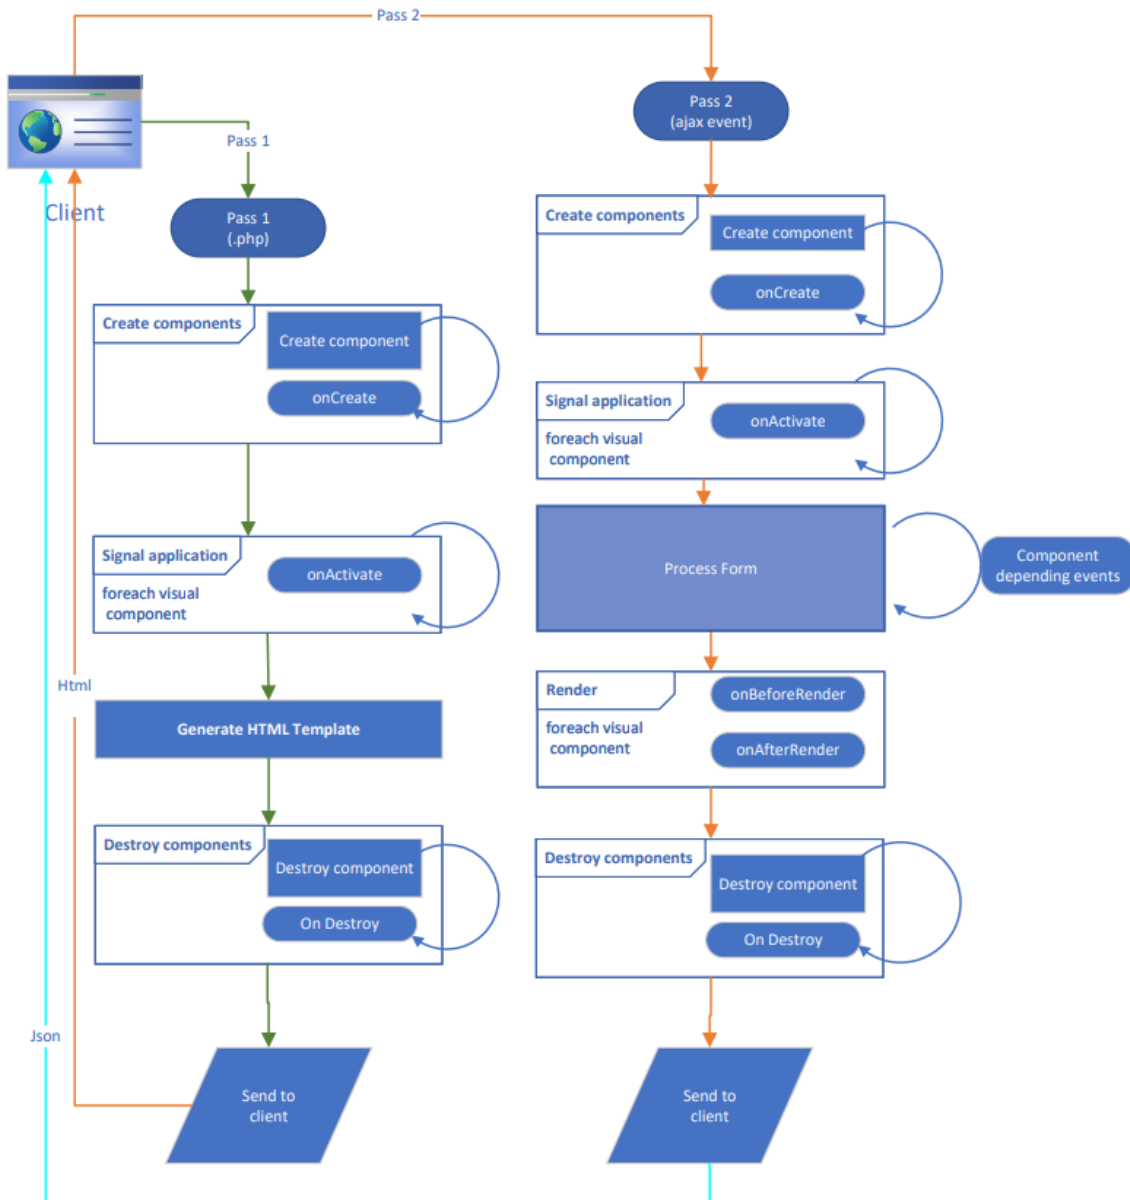 Pass 2
Client
Pass 1
Pass 1
(.php)
Create components
Create component
onCreate
Signal application
onActivate
foreach visual
component
Html
Generate HTML Template
Destroy components
Destroy component
On Destroy
Json
Send to
client
Pass 2
(ajax event)
Create components
Create component
onCreate
Signal application
onActivate
foreach visual
component
Process Form
Component
depending events
Render
onBeforeRender
foreach visual
component
onAfterRender
Destroy components
Destroy component
On Destroy
Send to
client